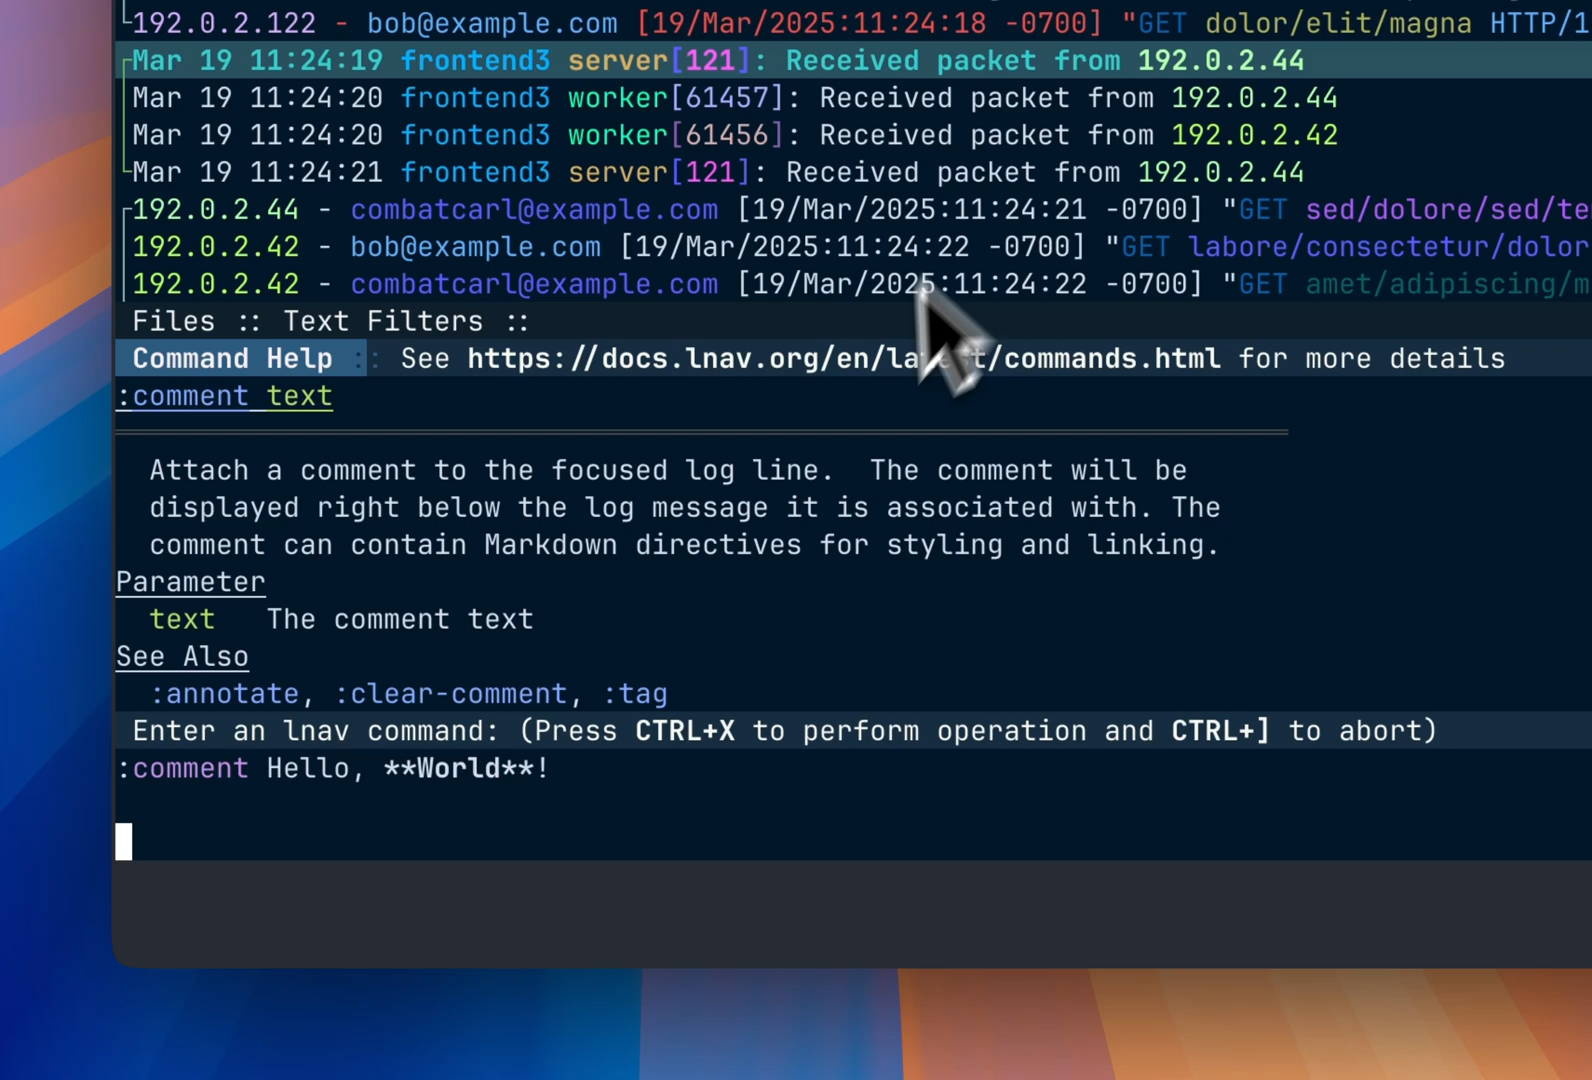 192.0.2.122 - bob@example.com [19/Mar/2025:11:24:18 -0700] "GET dolor/elit/magna HTTP/1
Mar 19 11:24:19 frontend3 server[121]: Received packet from 192.0.2.44
Mar 19 11:24:20 frontend3 worker[61457]: Received packet from 192.0.2.44
Mar 19 11:24:20 frontend3 worker[61456]: Received packet from 192.0.2.42
Mar 19 11:24:21 frontend3 server[121]: Received packet from 192.0.2.44
192.0.2.44 - combatcarl@example.com [19/Mar/2025:11:24:21 -0700] "GET sed/dolore/sed/te
192.0.2.42 - bob@example.com [19/Mar/2025:11:24:22 -0700] "GET labore/consectetur/dolor
192.0.2.42 - combatcarl@example.com [19/Mar/2025:11:24:22 -0700] "GET amet/adipiscing/m
Files :: Text Filters ::
Command Help :: See https://docs.lnav.org/en/latest/commands.html for more details
:comment text
Attach a comment to the focused log line. The comment will be
displayed right below the log message it is associated with. The
comment can contain Markdown directives for styling and linking.
Parameter
text The comment text
See Also
:annotate, :clear-comment, :tag
Enter an lnav command: (Press CTRL+X to perform operation and CTRL+] to abort)
:comment Hello, **World**!